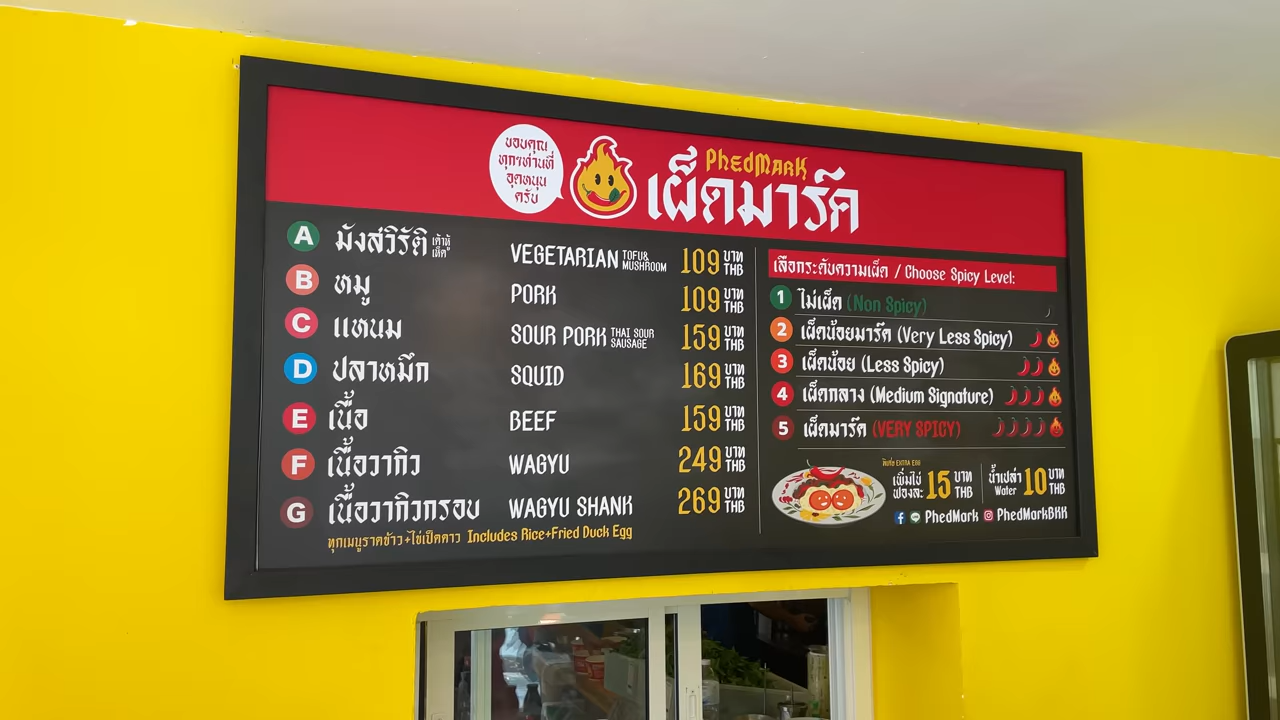 ขอบคุณ
ทุกๆท่านที่
อุดหนุน
ครับ
PhedMark
เผ็ดมาร์ค
A มังสวิรัติ เต้าหู้ เห็ด VEGETARIAN TOFU& MUSHROOM 109 บาท THB
B หมู PORK 109 บาท THB
C แหนม SOUR PORK THAI SOUR SAUSAGE 159 บาท THB
D ปลาหมึก SQUID 169 บาท THB
E เนื้อ BEEF 159 บาท THB
F เนื้อวากิว WAGYU 249 บาท THB
G เนื้อวากิวกรอบ WAGYU SHANK 269 บาท THB
ทุกเมนูราดข้าว+ไข่เป็ดดาว Includes Rice+Fried Duck Egg
เลือกระดับความเผ็ด / Choose Spicy Level:
1 ไม่เผ็ด (Non Spicy)
2 เผ็ดน้อยมาร์ค (Very Less Spicy)
3 เผ็ดน้อย (Less Spicy)
4 เผ็ดกลาง (Medium Signature)
5 เผ็ดมาร์ค (VERY SPICY)
EXTRA EGG
เพิ่มไข่ ฟองละ 15 บาท THB
น้ำเปล่า Water 10 บาท THB
PhedMark PhedMarkBKK